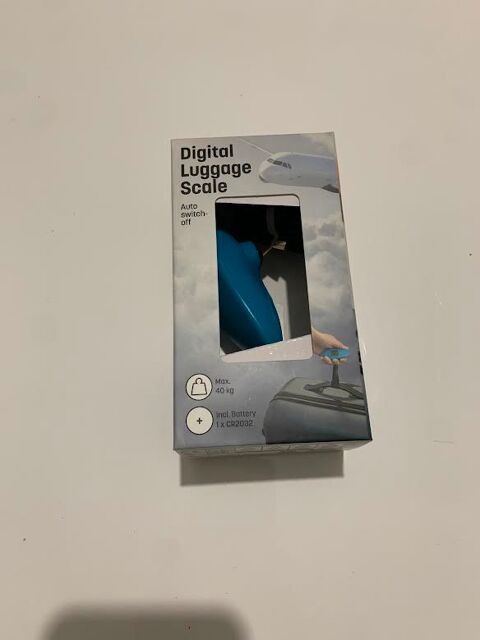 Digital
Luggage
Scale
Auto
switch-
off
Max.
40 kg
incl. Battery
1 x CR2032